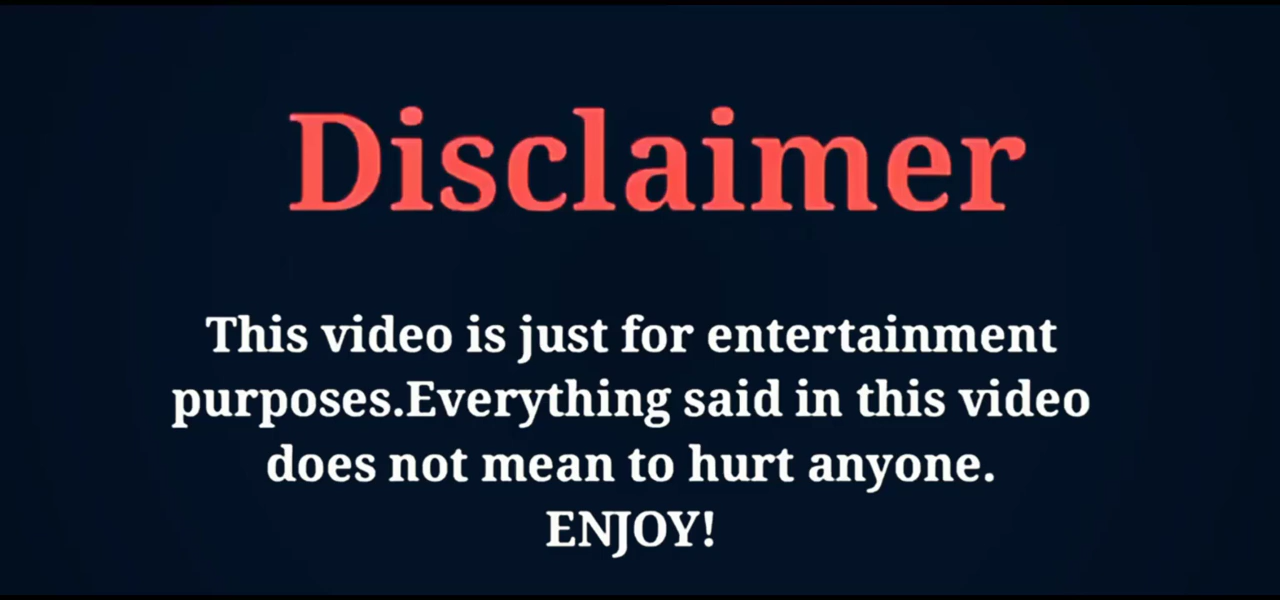 Disclaimer
This video is just for entertainment
purposes.Everything said in this video
does not mean to hurt anyone.
ENJOY!